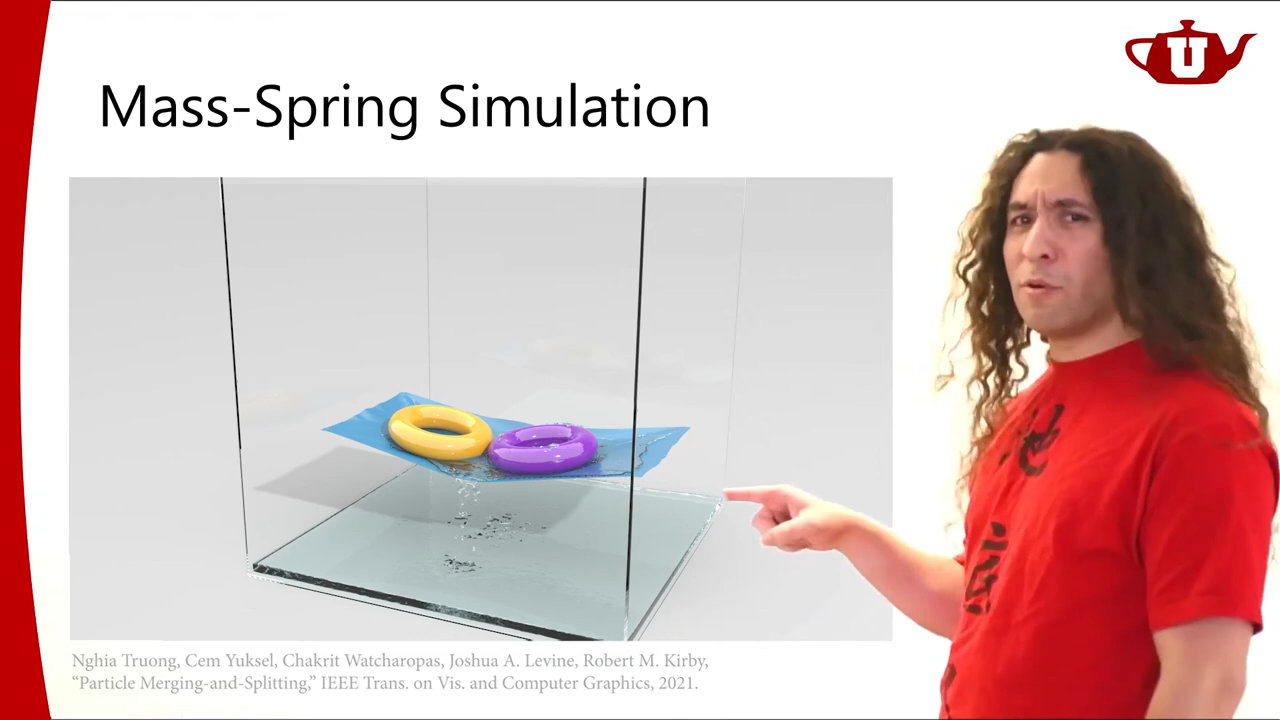 U
Mass-Spring Simulation
Nghia Truong, Cem Yuksel, Chakrit Watcharopas, Joshua A. Levine, Robert M. Kirby,
“Particle Merging-and-Splitting,” IEEE Trans. on Vis. and Computer Graphics, 2021.